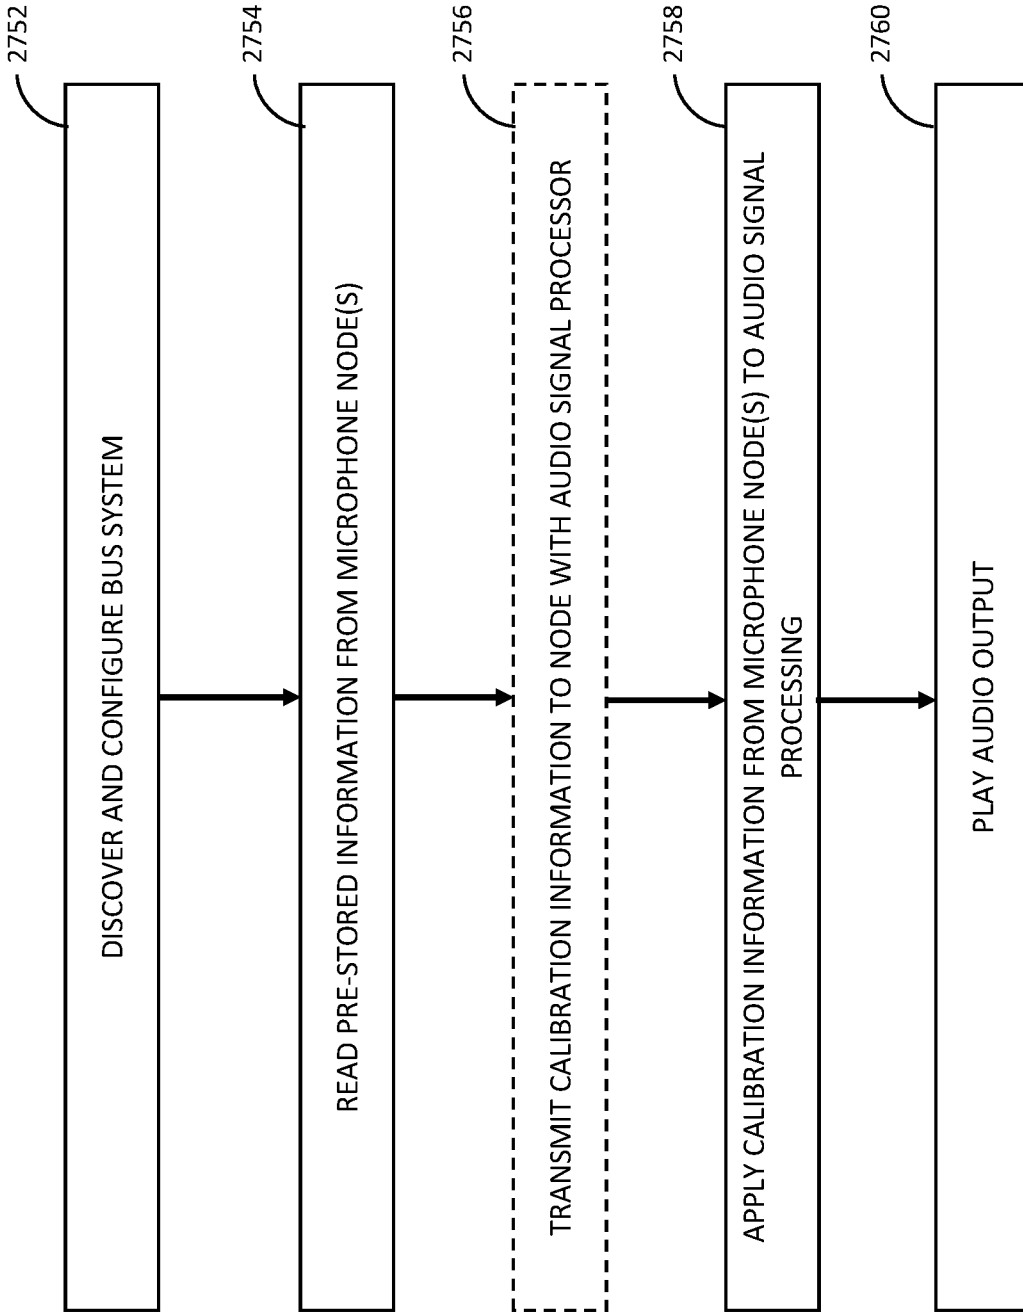 2752
DISCOVER AND CONFIGURE BUS SYSTEM
2754
READ PRE-STORED INFORMATION FROM MICROPHONE NODE(S)
2756
TRANSMIT CALIBRATION INFORMATION TO NODE WITH AUDIO SIGNAL PROCESSOR
2758
APPLY CALIBRATION INFORMATION FROM MICROPHONE NODE(S) TO AUDIO SIGNAL
PROCESSING
2760
PLAY AUDIO OUTPUT